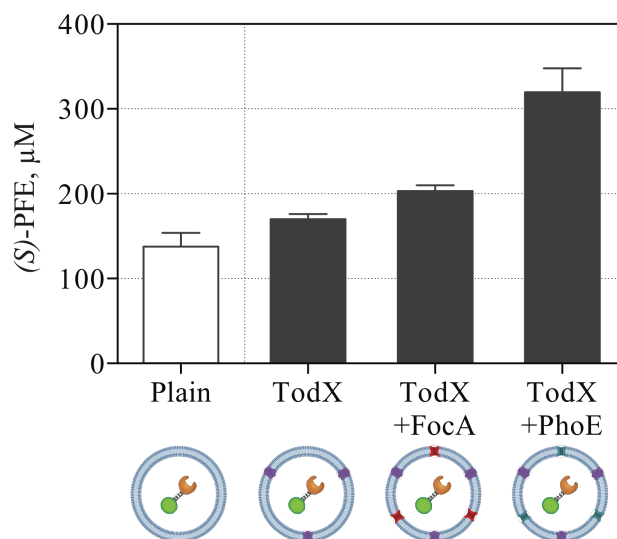 400
300
200
100
0
(S)-PFE, µM
Plain
TodX
TodX
+FocA
TodX
+PhoE